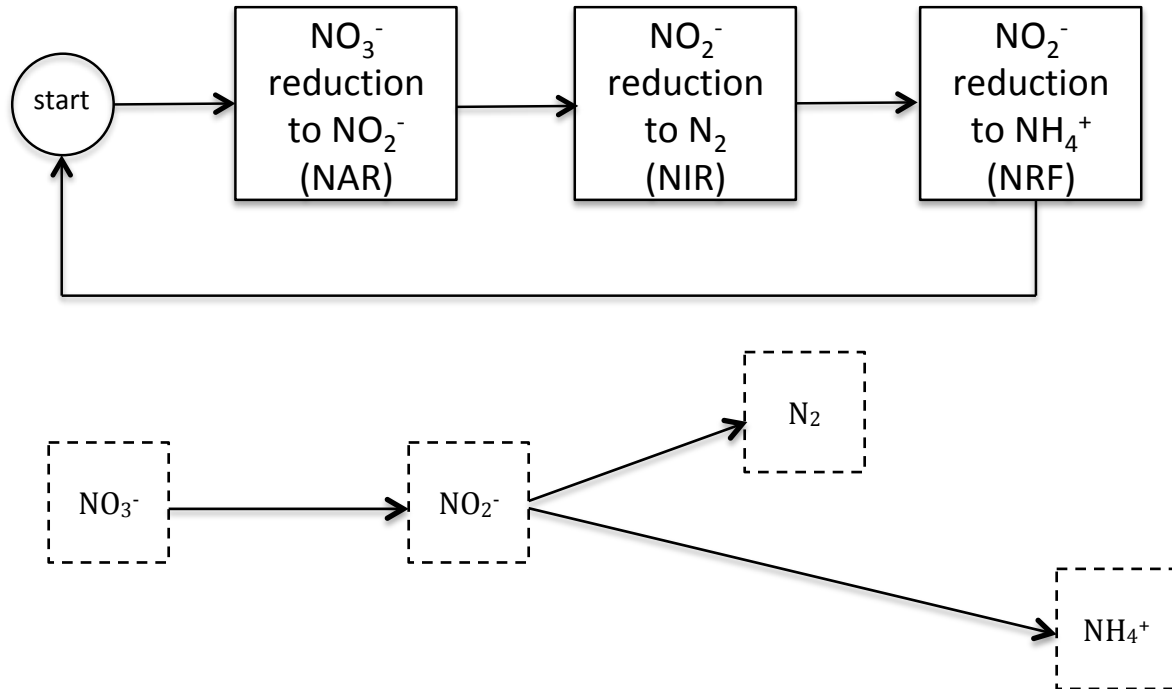 start
NO₃⁻
reduction
to NO₂⁻
(NAR)
NO₂⁻
reduction
to N₂
(NIR)
NO₂⁻
reduction
to NH₄⁺
(NRF)
N₂
NO₃⁻
NO₂⁻
NH₄⁺